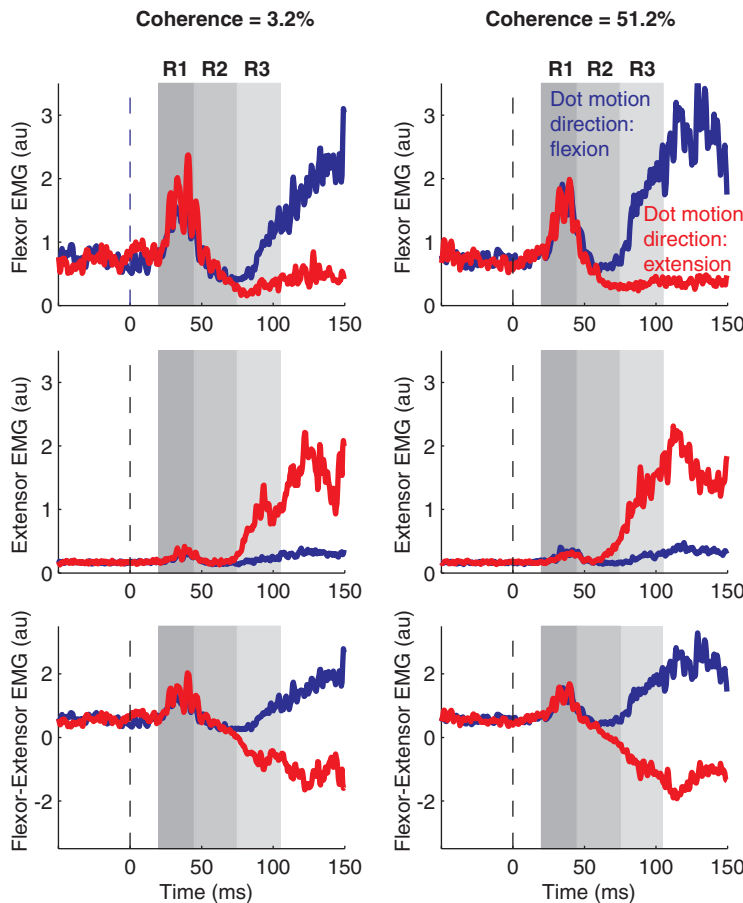 Coherence = 3.2%
Coherence = 51.2%
R1 R2 R3
R1 R2 R3
Flexor EMG (au)
3
2
1
0
0 50 100 150
Dot motion
direction:
flexion
Dot motion
direction:
extension
Flexor EMG (au)
3
2
1
0
0 50 100 150
Extensor EMG (au)
3
2
1
0
0 50 100 150
Extensor EMG (au)
3
2
1
0
0 50 100 150
Flexor-Extensor EMG (au)
2
0
-2
0 50 100 150
Time (ms)
Flexor-Extensor EMG (au)
2
0
-2
0 50 100 150
Time (ms)